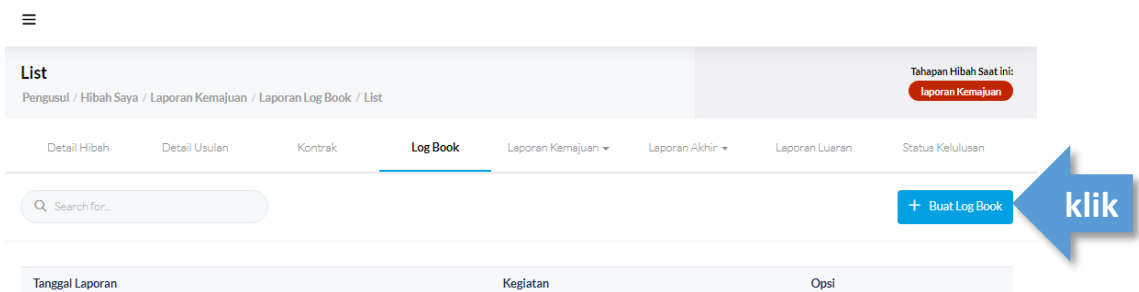 List
Tahapan Hibah Saat ini:
Pengusul / Hibah Saya / Laporan Kemajuan / Laporan Log Book / List
laporan Kemajuan
Detail Hibah Detail Usulan Kontrak Log Book Laporan Kemajuan Laporan Akhir Laporan Luaran Status Kelulusan
Search for...
+ Buat Log Book
klik
Tanggal Laporan Kegiatan Opsi